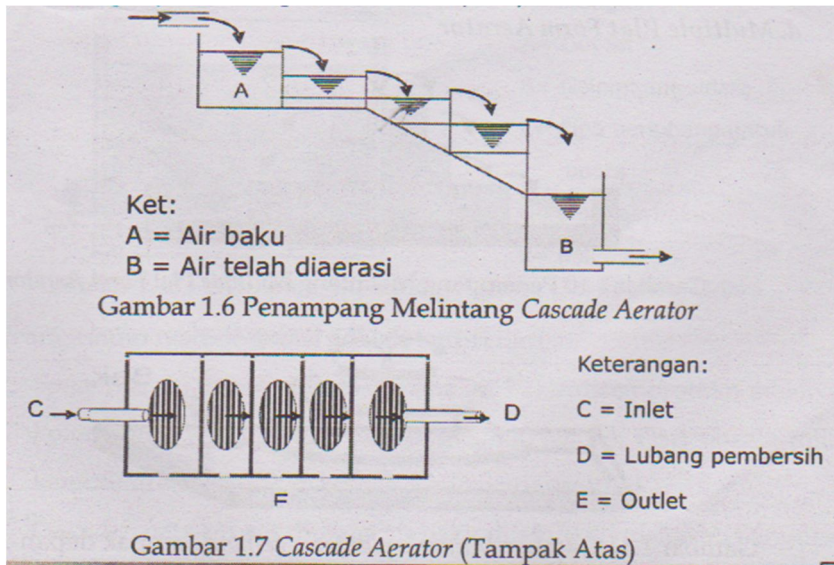 A
B
Ket:
A = Air baku
B = Air telah diaerasi
Gambar 1.6 Penampang Melintang Cascade Aerator
C
D
F
Keterangan:
C = Inlet
D = Lubang pembersih
E = Outlet
Gambar 1.7 Cascade Aerator (Tampak Atas)